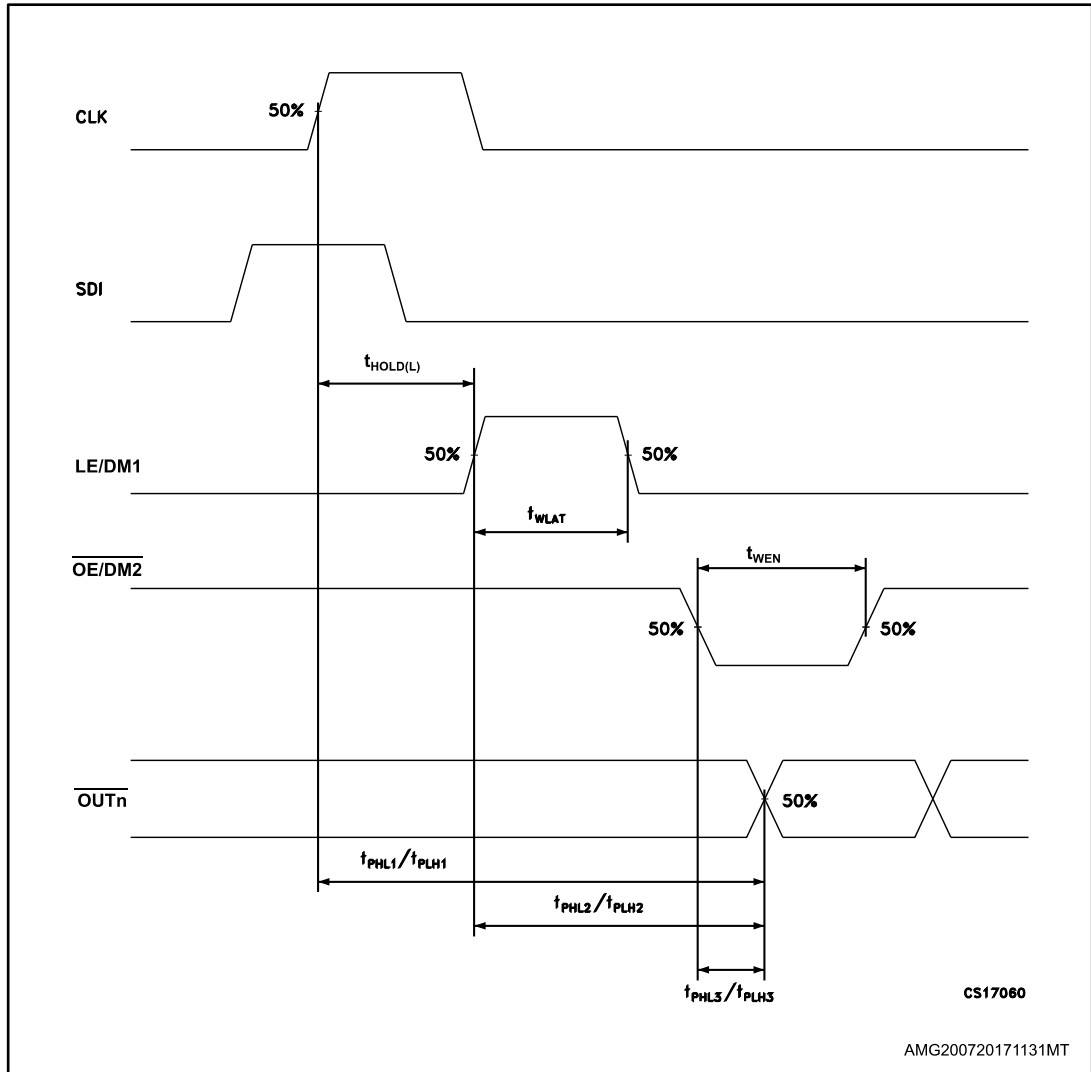 CLK
50%
SDI
tHOLD(L)
50%
50%
LE/DM1
tWLAT
tWEN
OE/DM2
50%
50%
OUTn
50%
tPHL1/tPLH1
tPHL2/tPLH2
tPHL3/tPLH3
CS17060
AMG200720171131MT